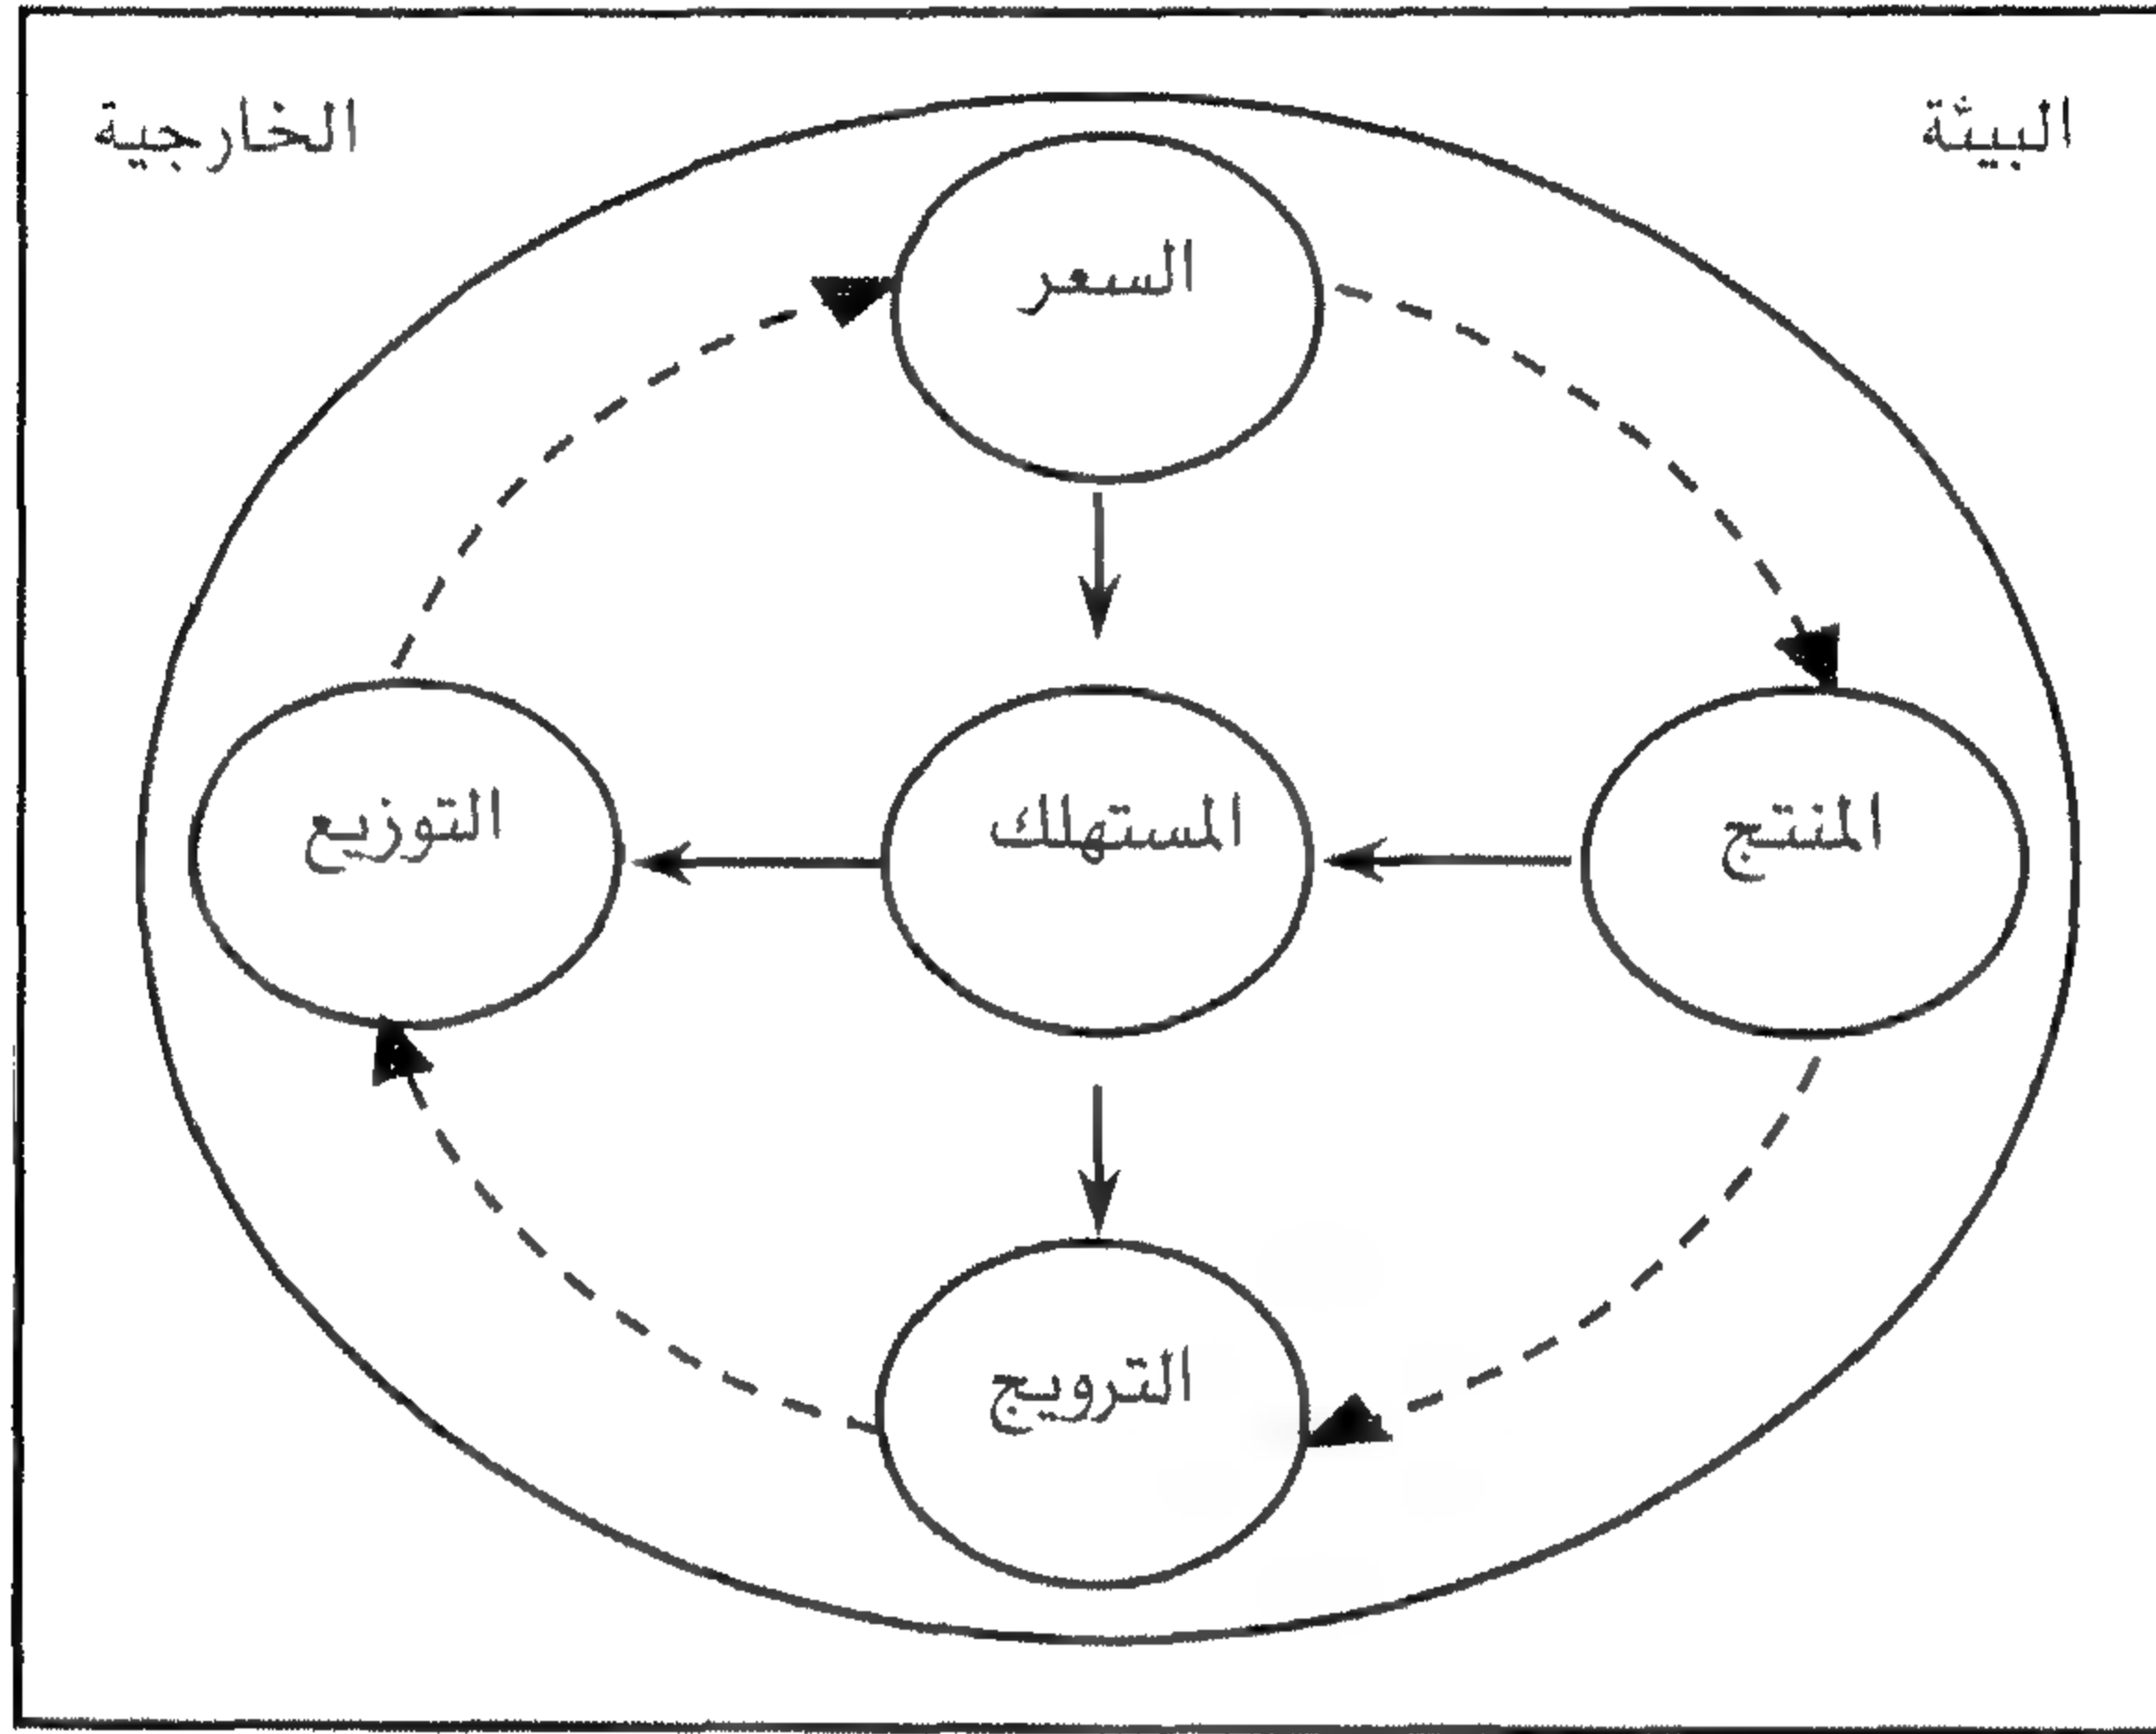 البيئة الخارجية
السعر
المنتج المستهلك التوزيع
الترويج